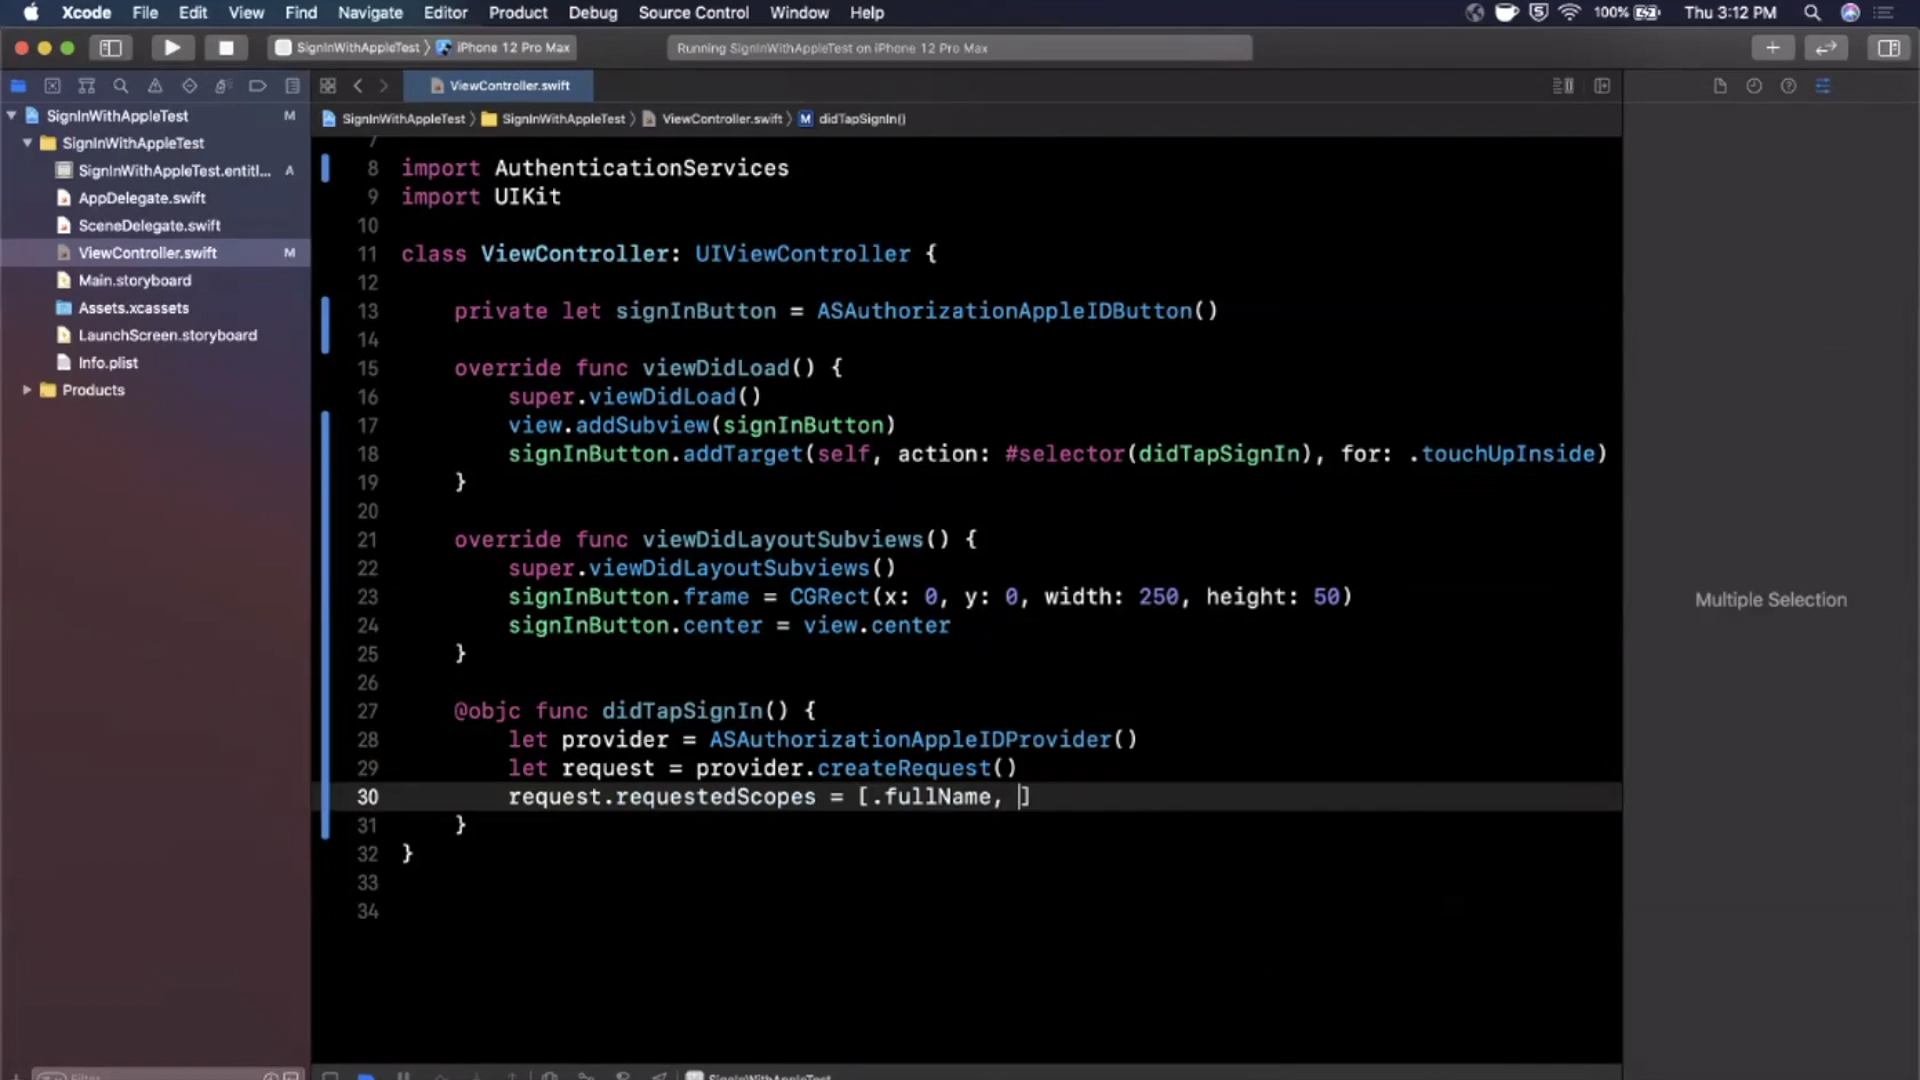 Xcode File Edit View Find Navigate Editor Product Debug Source Control Window Help 100% Thu 3:12 PM
SignInWithAppleTest iPhone 12 Pro Max Running SignInWithAppleTest on iPhone 12 Pro Max
ViewController.swift
SignInWithAppleTest SignInWithAppleTest ViewController.swift M didTapSignIn()
SignInWithAppleTest M
SignInWithAppleTest
SignInWithAppleTest.entitl... A
AppDelegate.swift
SceneDelegate.swift
ViewController.swift M
Main.storyboard
Assets.xcassets
LaunchScreen.storyboard
Info.plist
Products
7
8 import AuthenticationServices
9 import UIKit
10
11 class ViewController: UIViewController {
12
13 private let signInButton = ASAuthorizationAppleIDButton()
14
15 override func viewDidLoad() {
16 super.viewDidLoad()
17 view.addSubview(signInButton)
18 signInButton.addTarget(self, action: #selector(didTapSignIn), for: .touchUpInside)
19 }
20
21 override func viewDidLayoutSubviews() {
22 super.viewDidLayoutSubviews()
23 signInButton.frame = CGRect(x: 0, y: 0, width: 250, height: 50)
24 signInButton.center = view.center
25 }
26
27 @objc func didTapSignIn() {
28 let provider = ASAuthorizationAppleIDProvider()
29 let request = provider.createRequest()
30 request.requestedScopes = [.fullName, ]
31 }
32 }
33
34
Multiple Selection
Filter
SignInWithAppleTest